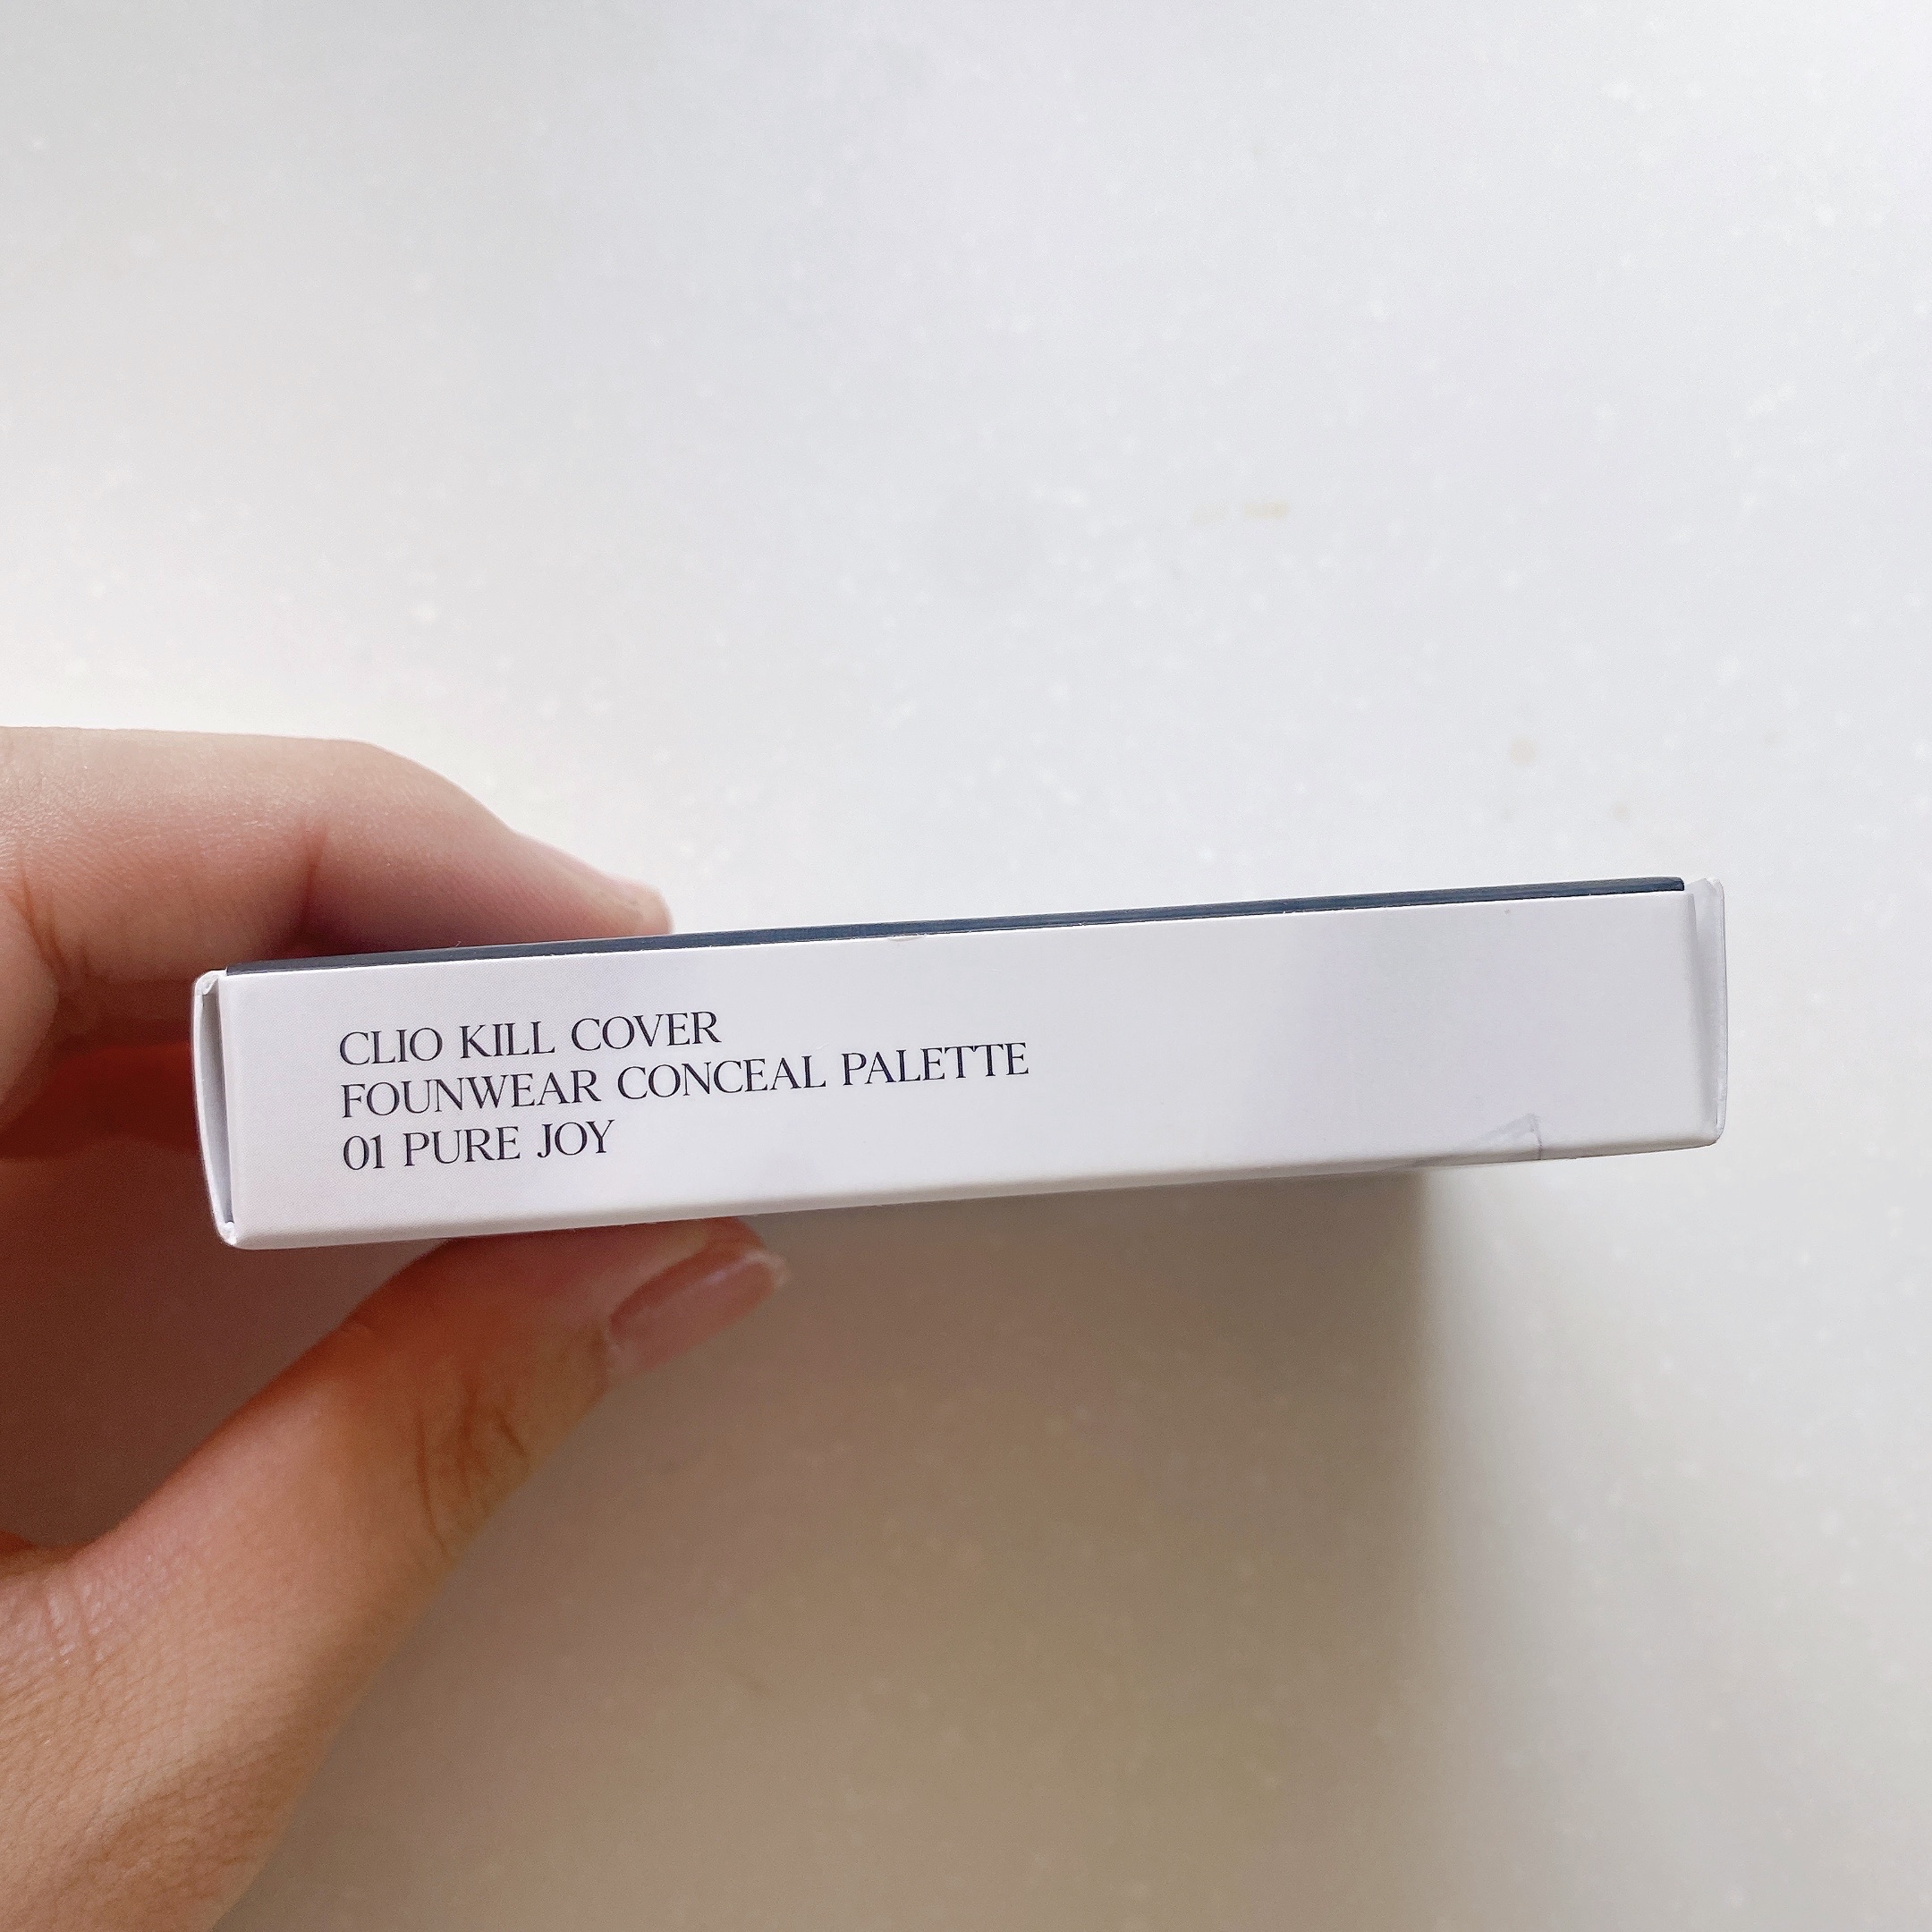 CLIO KILL COVER
FOUNWEAR CONCEAL PALETTE
01 PURE JOY